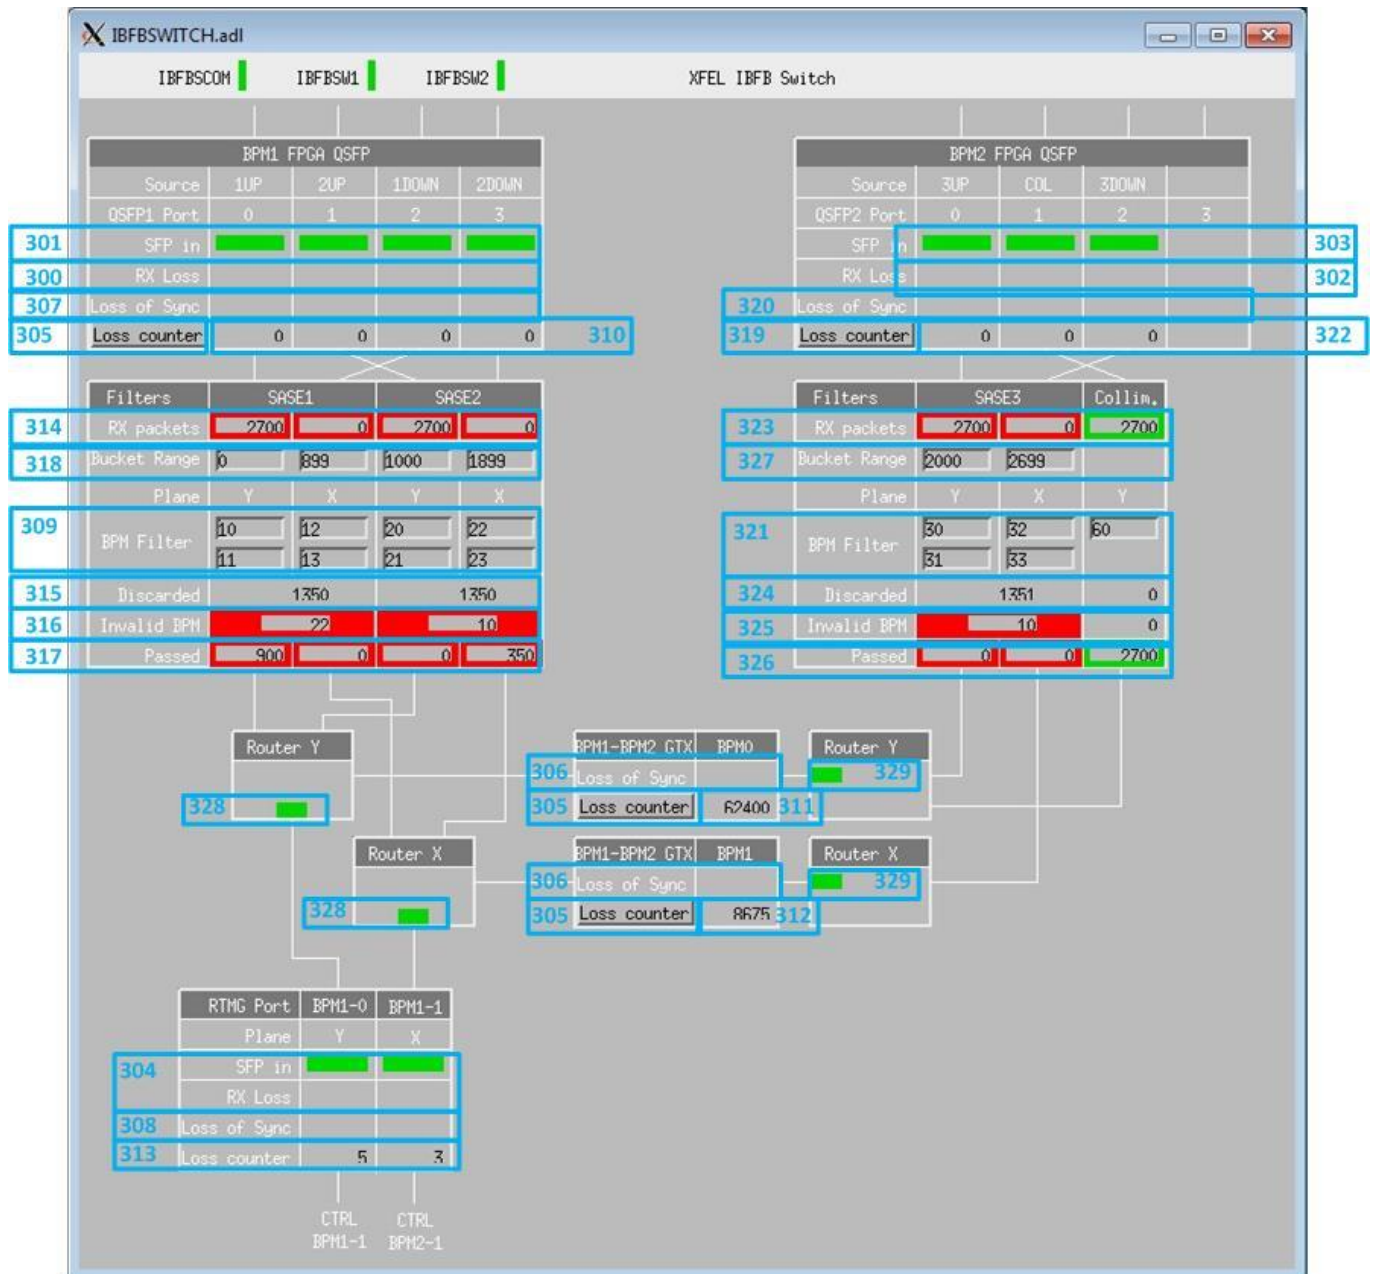 IBFBSWITCH.adl
IBFBSCOM IBFBSW1 IBFBSW2 XFEL IBFB Switch
BPM1 FPGA QSFP
Source 1UP 2UP 1DOWN 2DOWN
QSFP1 Port 0 1 2 3
301 SFP in
300 RX Loss
307 Loss of Sync
305 Loss counter 0 0 0 0 310
BPM2 FPGA QSFP
Source 3UP COL 3DOWN
QSFP2 Port 0 1 2 3
SFP in 303
RX Loss 302
320 Loss of Sync
319 Loss counter 0 0 0 322
Filters SASE1 SASE2
314 RX packets 2700 0 2700 0
318 Bucket Range 0 899 1000 1899
Plane Y X Y X
309 BPM Filter 10 12 20 22
11 13 21 23
315 Discarded 1350 1350
316 Invalid BPM 22 10
317 Passed 900 0 0 350
Filters SASE3 Collim.
323 RX packets 2700 0 2700
327 Bucket Range 2000 2699
Plane Y X Y
321 BPM Filter 30 32 60
31 33
324 Discarded 1351 0
325 Invalid BPM 10 0
326 Passed 0 0 2700
Router Y
328
BPM1-BPM2 GTX BPM0
306 Loss of Sync
305 Loss counter 62400 311
Router Y
329
Router X
328
BPM1-BPM2 GTX BPM1
306 Loss of Sync
305 Loss counter 8675 312
Router X
329
RTMG Port BPM1-0 BPM1-1
Plane Y X
304 SFP in
RX Loss
308 Loss of Sync
313 Loss counter 5 3
CTRL CTRL
BPM1-1 BPM2-1